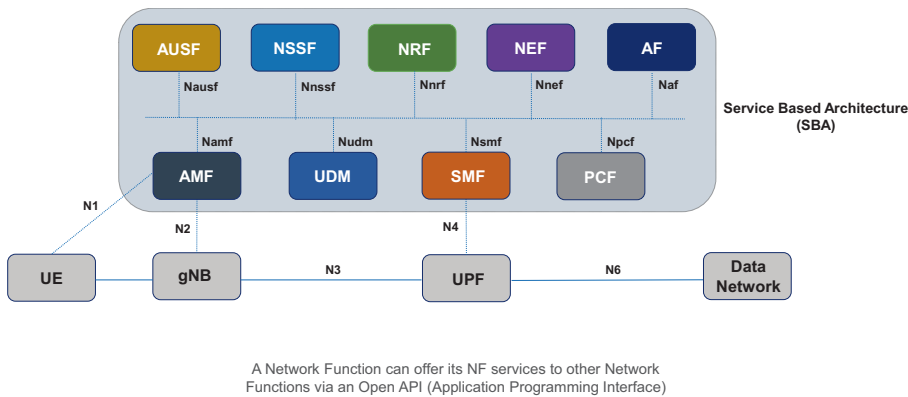 AUSF
NSSF
NRF
NEF
AF
Nausf
Nnssf
Nnrf
Nnef
Naf
Service Based Architecture
(SBA)
Namf
Nudm
Nsmf
Npcf
AMF
UDM
SMF
PCF
N1
N2
N4
UE
gNB
N3
UPF
N6
Data
Network
A Network Function can offer its NF services to other Network
Functions via an Open API (Application Programming Interface)